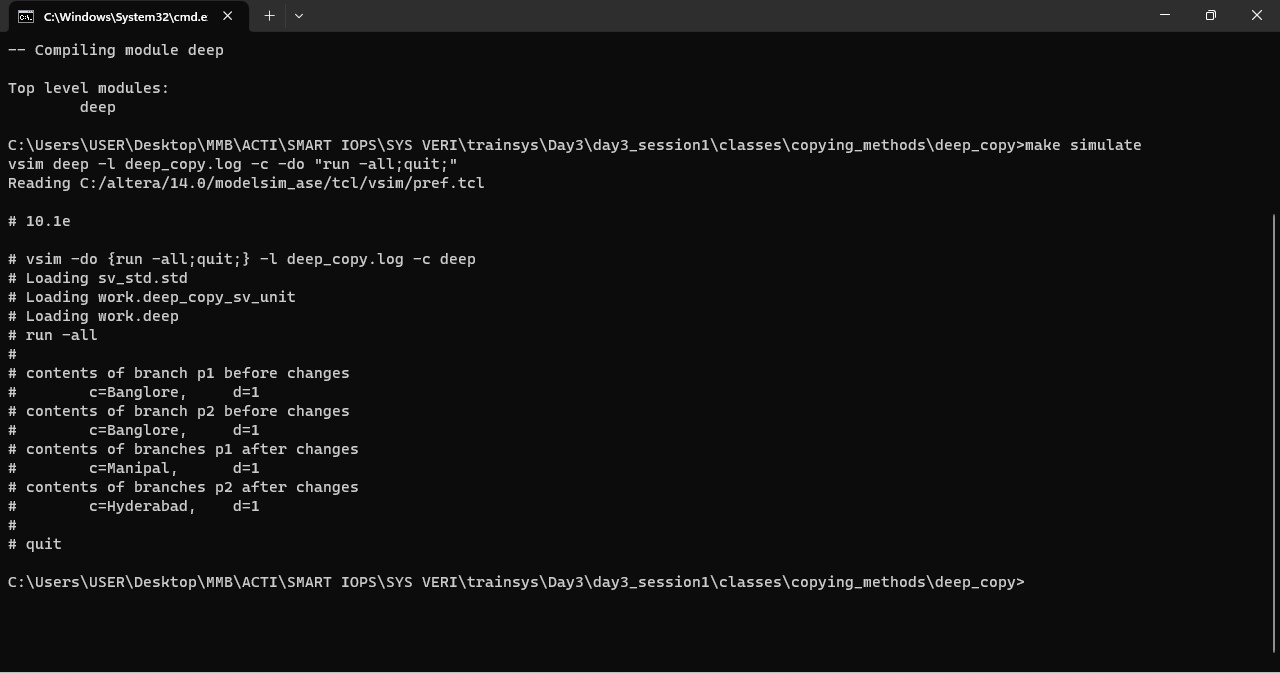 C:\Windows\System32\cmd.e
-- Compiling module deep
Top level modules:
        deep
C:\Users\USER\Desktop\MMB\ACTI\SMART IOPS\SYS VERI\trainsys\Day3\day3_session1\classes\copying_methods\deep_copy>make simulate
vsim deep -l deep_copy.log -c -do "run -all;quit;"
Reading C:/altera/14.0/modelsim_ase/tcl/vsim/pref.tcl
# 10.1e
# vsim -do {run -all;quit;} -l deep_copy.log -c deep
# Loading sv_std.std
# Loading work.deep_copy_sv_unit
# Loading work.deep
# run -all
#
# contents of branch p1 before changes
#        c=Banglore,     d=1
# contents of branch p2 before changes
#        c=Banglore,     d=1
# contents of branches p1 after changes
#        c=Manipal,      d=1
# contents of branches p2 after changes
#        c=Hyderabad,    d=1
#
# quit
C:\Users\USER\Desktop\MMB\ACTI\SMART IOPS\SYS VERI\trainsys\Day3\day3_session1\classes\copying_methods\deep_copy>